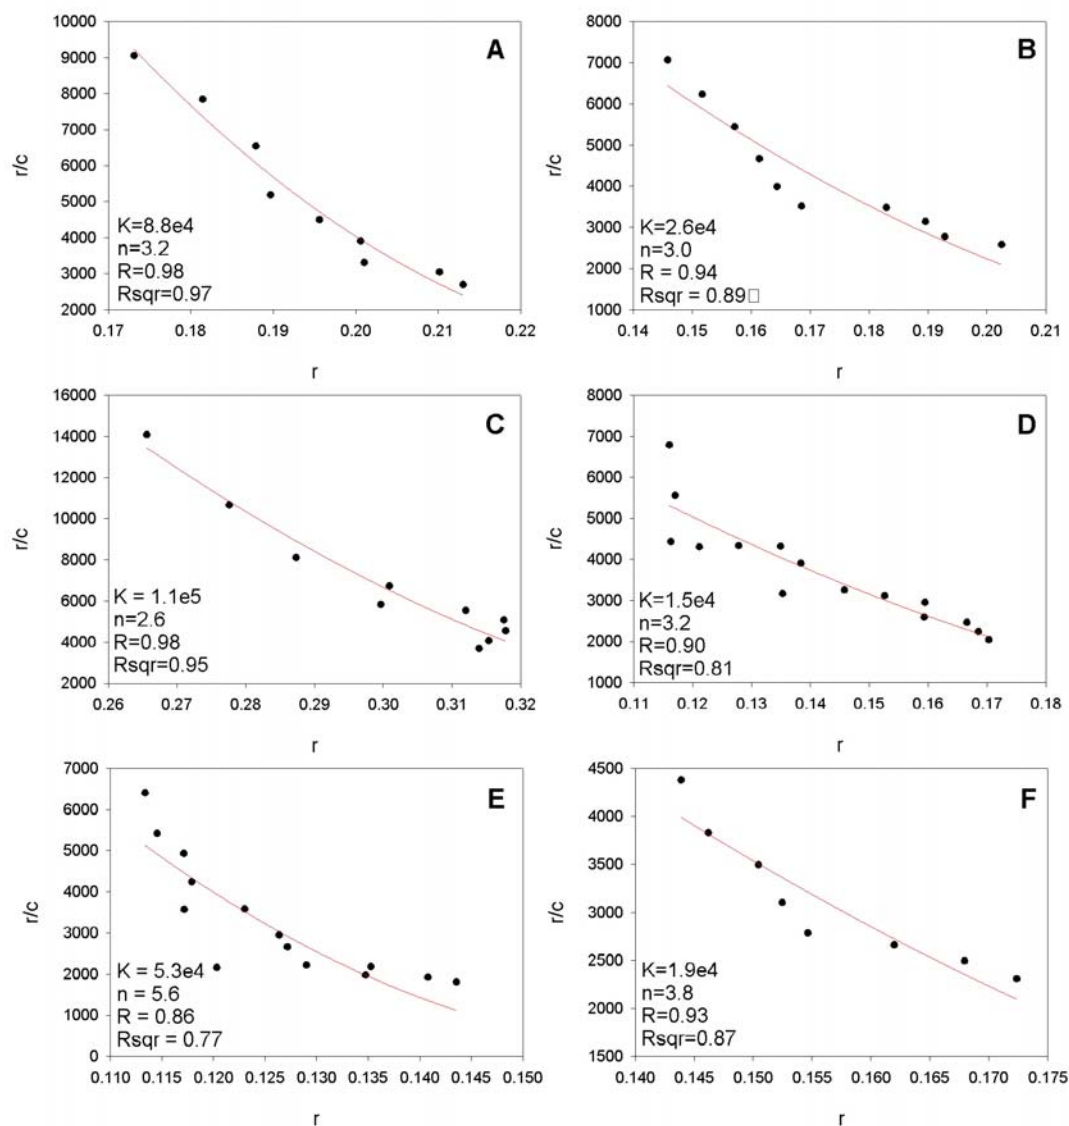 A
10000
9000
8000
7000
6000
5000
4000
3000
2000
r/c
K=8.8e4
n=3.2
R=0.98
Rsqr=0.97
0.17 0.18 0.19 0.20 0.21 0.22
r
B
8000
7000
6000
5000
4000
3000
2000
1000
r/c
K=2.6e4
n=3.0
R = 0.94
Rsqr = 0.89□
0.14 0.15 0.16 0.17 0.18 0.19 0.20 0.21
r
C
16000
14000
12000
10000
8000
6000
4000
2000
r/c
K = 1.1e5
n=2.6
R=0.98
Rsqr=0.95
0.26 0.27 0.28 0.29 0.30 0.31 0.32
r
D
8000
7000
6000
5000
4000
3000
2000
1000
r/c
K=1.5e4
n=3.2
R=0.90
Rsqr=0.81
0.11 0.12 0.13 0.14 0.15 0.16 0.17 0.18
r
E
7000
6000
5000
4000
3000
2000
1000
0
r/c
K = 5.3e4
n = 5.6
R = 0.86
Rsqr = 0.77
0.110 0.115 0.120 0.125 0.130 0.135 0.140 0.145 0.150
r
F
4500
4000
3500
3000
2500
2000
1500
r/c
K=1.9e4
n=3.8
R=0.93
Rsqr=0.87
0.140 0.145 0.150 0.155 0.160 0.165 0.170 0.175
r